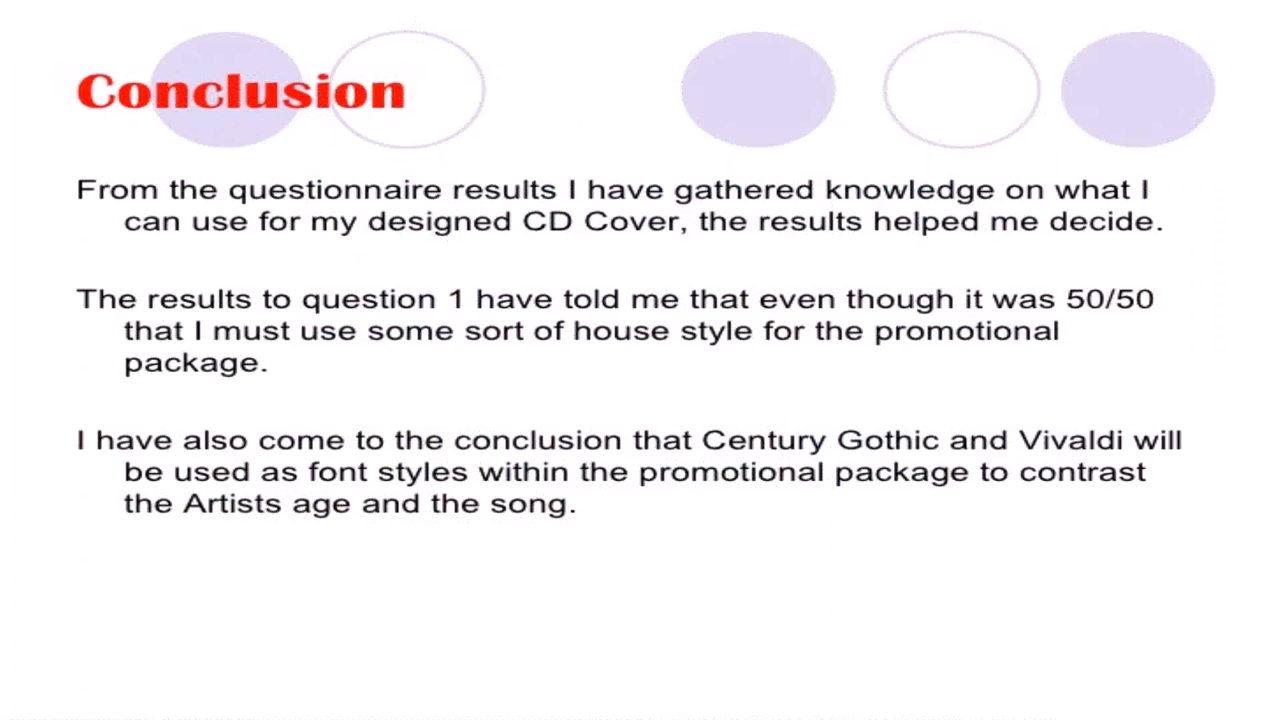 Conclusion
From the questionnaire results I have gathered knowledge on what I
can use for my designed CD Cover, the results helped me decide.
The results to question 1 have told me that even though it was 50/50
that I must use some sort of house style for the promotional
package.
I have also come to the conclusion that Century Gothic and Vivaldi will
be used as font styles within the promotional package to contrast
the Artists age and the song.